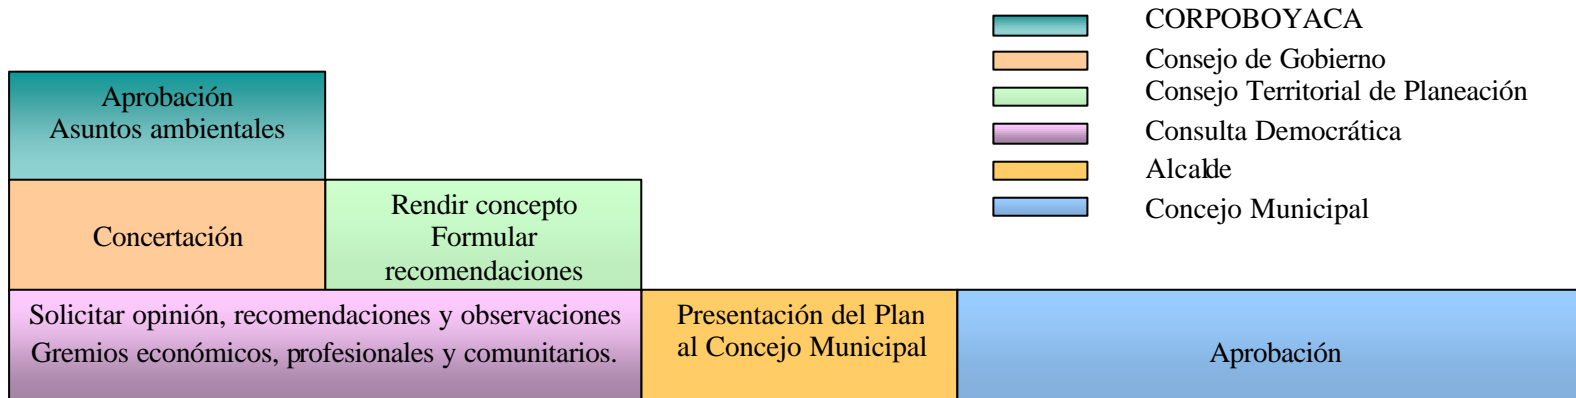 CORPOBOYACA
Consejo de Gobierno
Consejo Territorial de Planeación
Consulta Democrática
Alcalde
Concejo Municipal
Aprobación
Asuntos ambientales
Concertación
Rendir concepto
Formular
recomendaciones
Solicitar opinión, recomendaciones y observaciones
Gremios económicos, profesionales y comunitarios.
Presentación del Plan
al Concejo Municipal
Aprobación